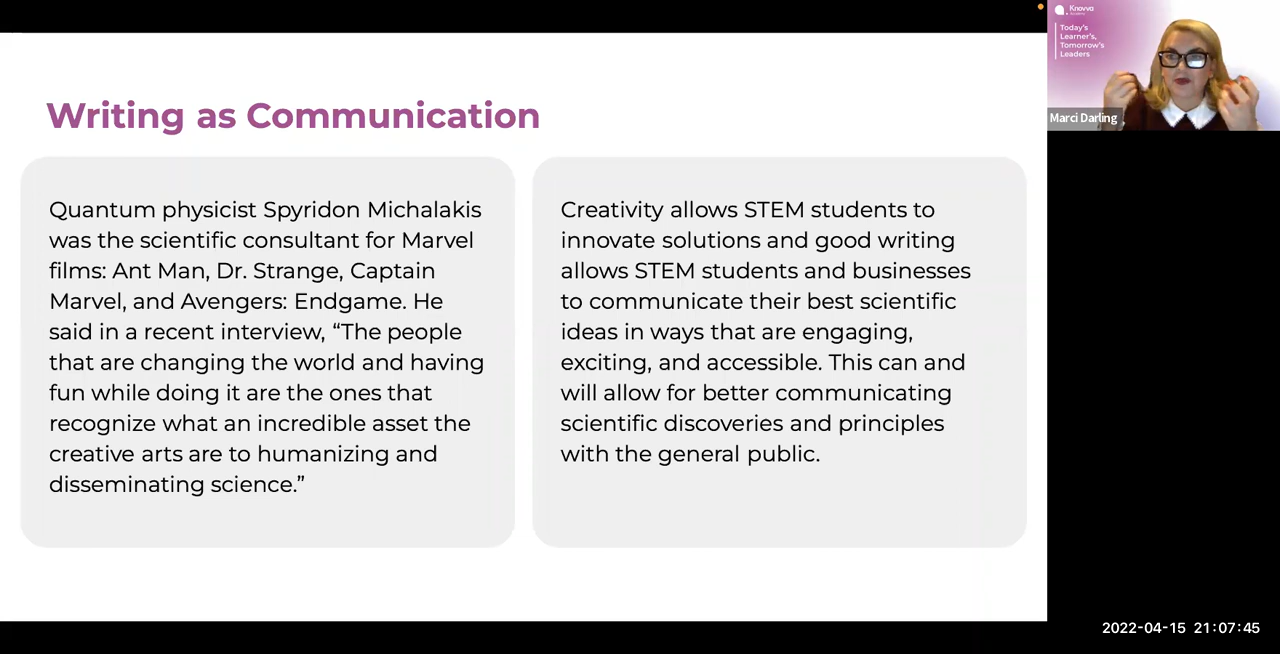 Writing as Communication
Quantum physicist Spyridon Michalakis
was the scientific consultant for Marvel
films: Ant Man, Dr. Strange, Captain
Marvel, and Avengers: Endgame. He
said in a recent interview, “The people
that are changing the world and having
fun while doing it are the ones that
recognize what an incredible asset the
creative arts are to humanizing and
disseminating science.”
Creativity allows STEM students to
innovate solutions and good writing
allows STEM students and businesses
to communicate their best scientific
ideas in ways that are engaging,
exciting, and accessible. This can and
will allow for better communicating
scientific discoveries and principles
with the general public.
Knovva
Academy
Today's
Learner's,
Tomorrow's
Leaders
Marci Darling
2022-04-15 21:07:45